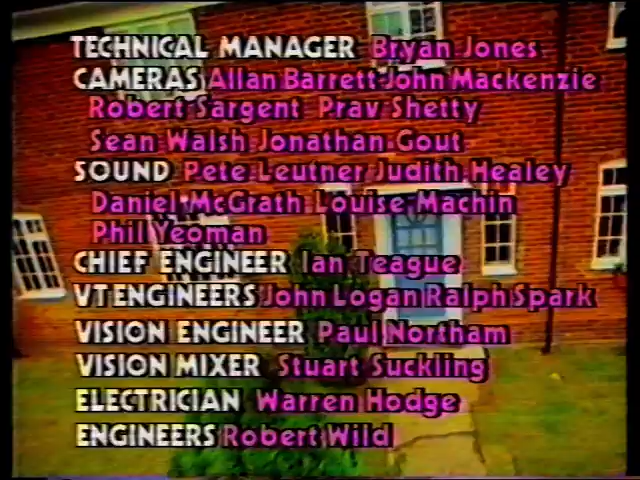 TECHNICAL MANAGER Bryan Jones
CAMERAS Allan Barrett John Mackenzie
Robert Sargent Prav Shetty
Sean Walsh Jonathan Gout
SOUND Pete Leutner Judith Healey
Daniel McGrath Louise Machin
Phil Yeoman
CHIEF ENGINEER Ian Teague
VT ENGINEERS John Logan Ralph Spark
VISION ENGINEER Paul Northam
VISION MIXER Stuart Suckling
ELECTRICIAN Warren Hodge
ENGINEERS Robert Wild